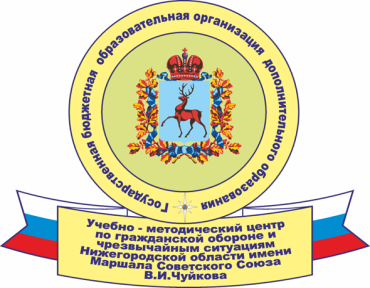 Государственная бюджетная образовательная организация дополнительного образования
Учебно - методический центр
по гражданской обороне и
чрезвычайным ситуациям
Нижегородской области имени
Маршала Советского Союза
В.И.Чуйкова